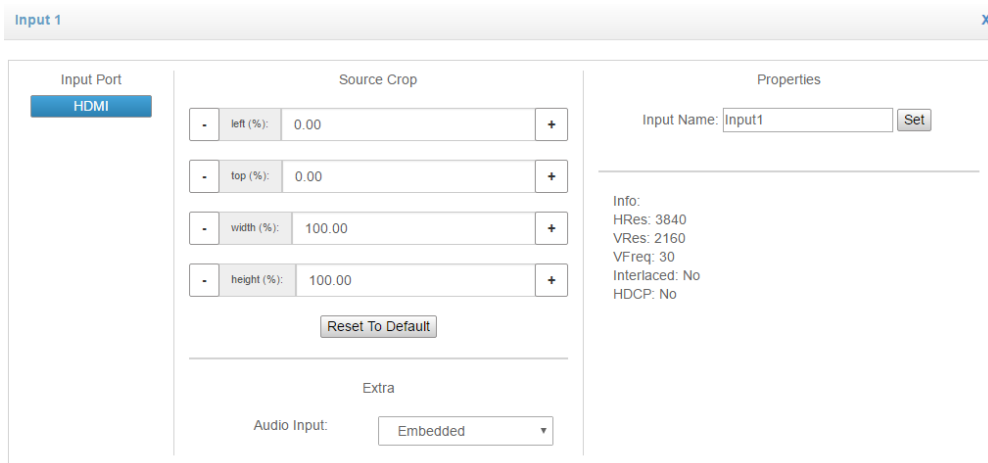 Input 1
X
Input Port
HDMI
Source Crop
- left (%): 0.00 +
- top (%): 0.00 +
- width (%): 100.00 +
- height (%): 100.00 +
Reset To Default
Extra
Audio Input: Embedded
Properties
Input Name: Input1 Set
Info:
HRes: 3840
VRes: 2160
VFreq: 30
Interlaced: No
HDCP: No